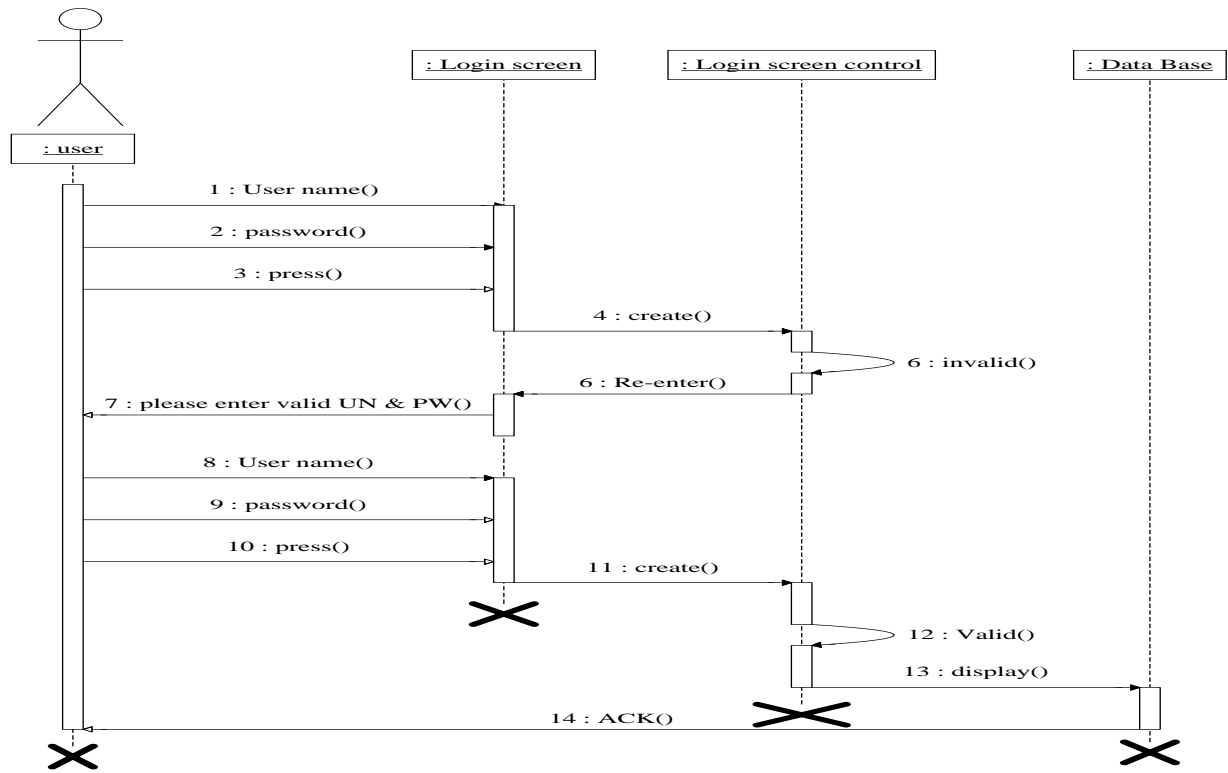 : Login screen
: Login screen control
: Data Base
: user
1 : User name()
2 : password()
3 : press()
4 : create()
6 : invalid()
6 : Re-enter()
7 : please enter valid UN & PW()
8 : User name()
9 : password()
10 : press()
11 : create()
12 : Valid()
13 : display()
14 : ACK()